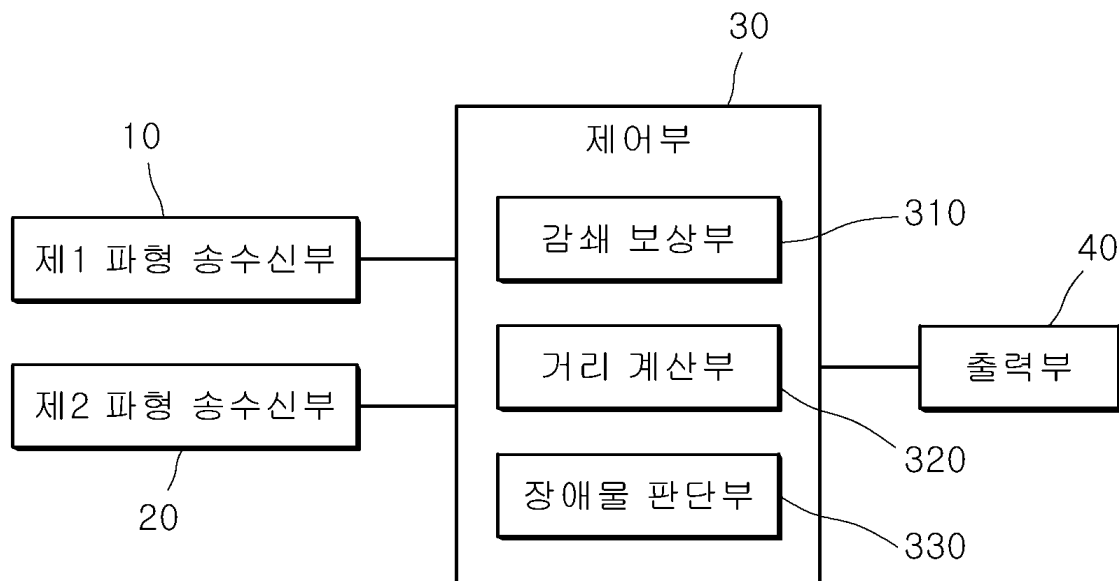 30
제어부
10
제1 파형 송수신부
감쇄 보상부
310
40
제2 파형 송수신부
거리 계산부
출력부
320
20
장애물 판단부
330